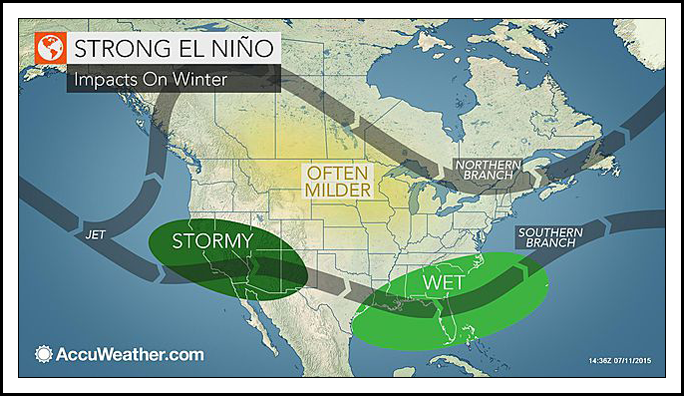 STRONG EL NIÑO
Impacts On Winter
OFTEN
MILDER
NORTHERN
BRANCH
JET
STORMY
SOUTHERN
BRANCH
WET
AccuWeather.com
14:36Z 07/11/2015